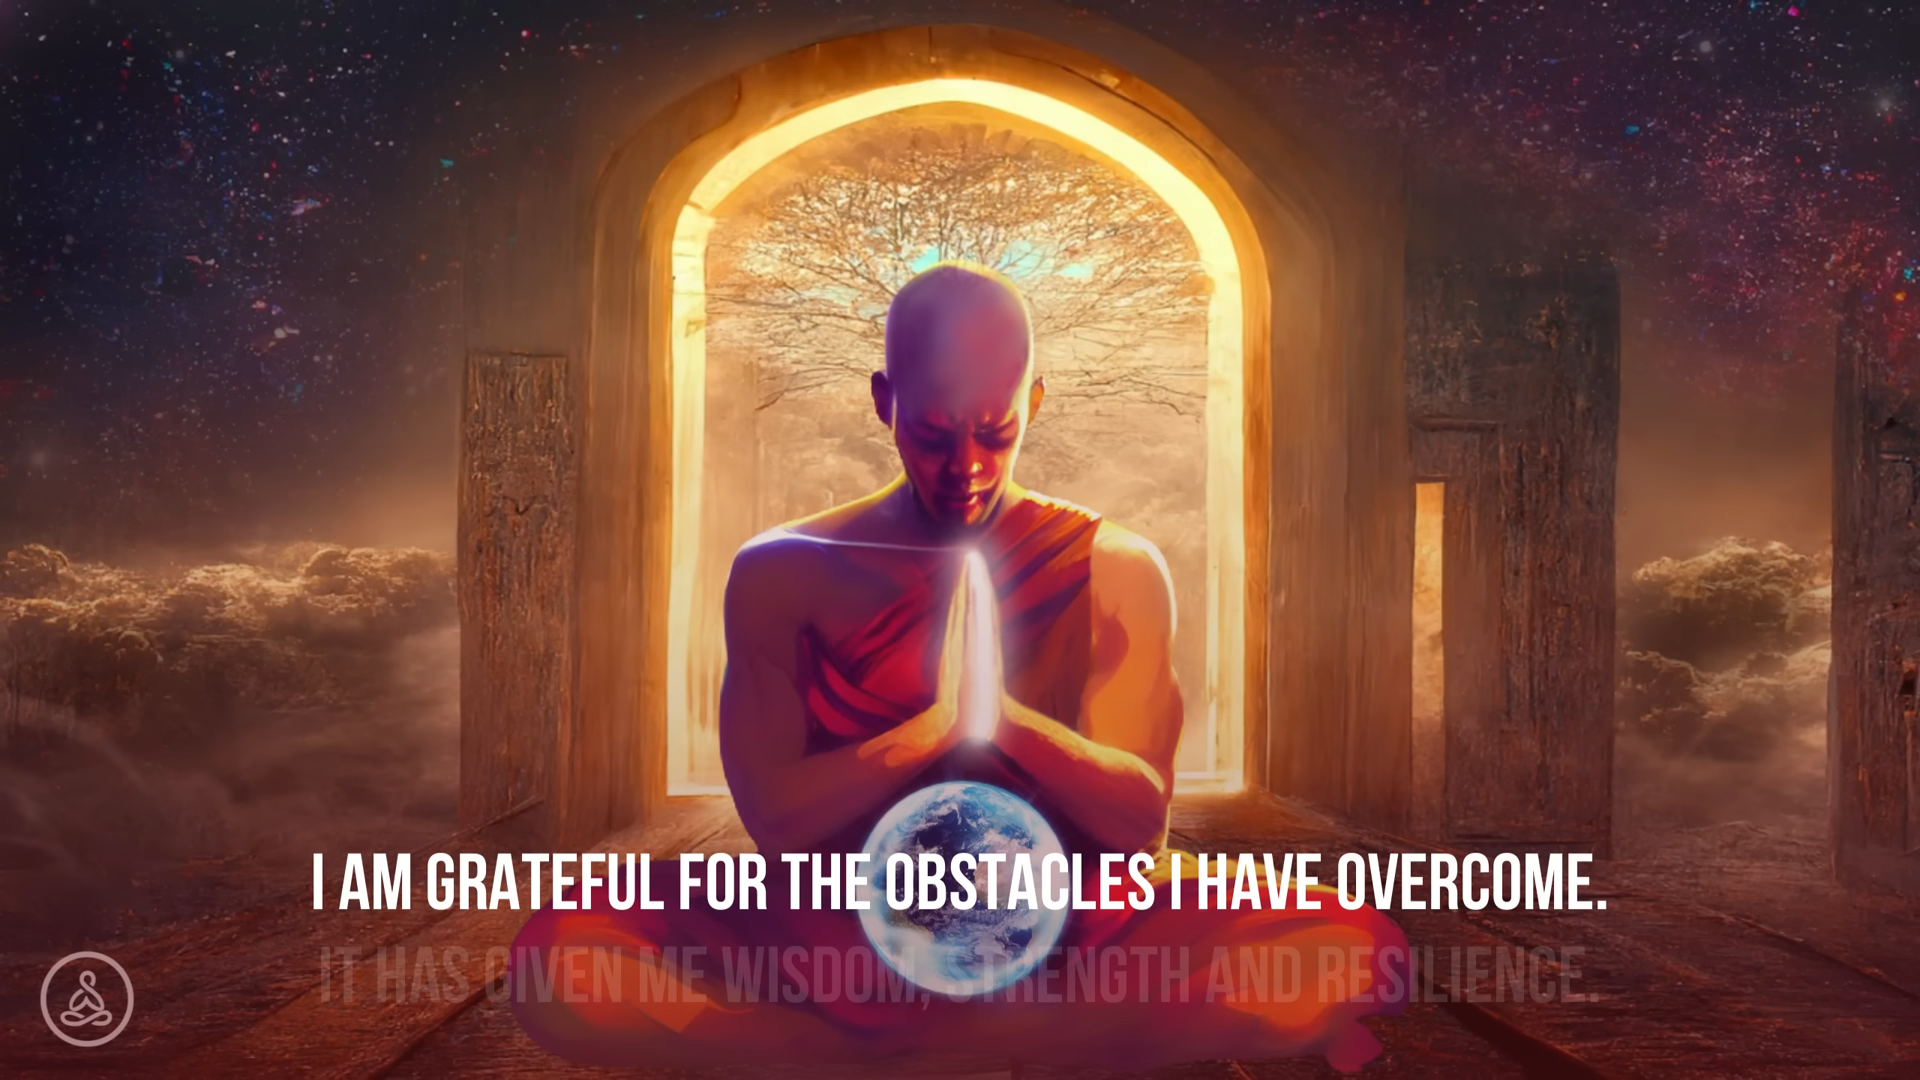 I AM GRATEFUL FOR THE OBSTACLES I HAVE OVERCOME.
IT HAS GIVEN ME WISDOM, STRENGTH AND RESILIENCE.